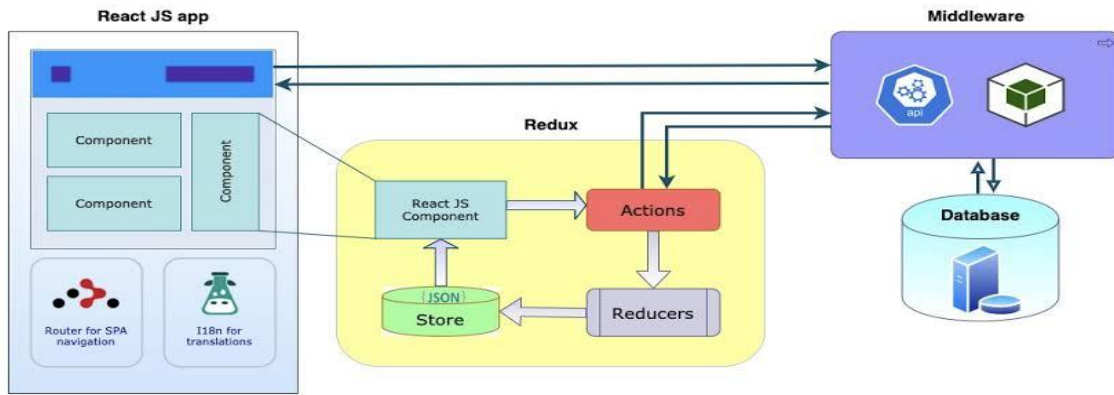 React JS app
Middleware
Redux
api
Component
Component
Component
React JS
Component
Actions
{JSON}
Store
Reducers
Database
Router for SPA
navigation
I18n for
translations